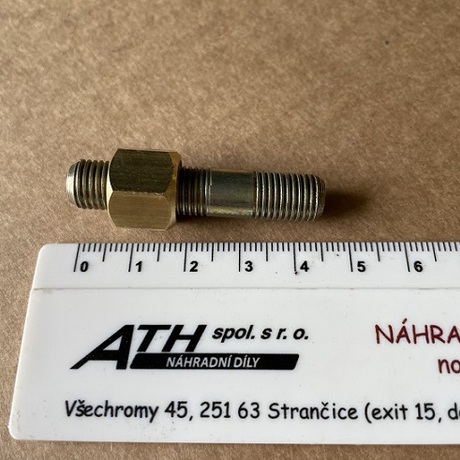 0 1 2 3 4 5 6
ATH spol. s r. o.
NÁHRADNÍ DÍLY
NÁHRA
no
Všechromy 45, 251 63 Strančice (exit 15, d